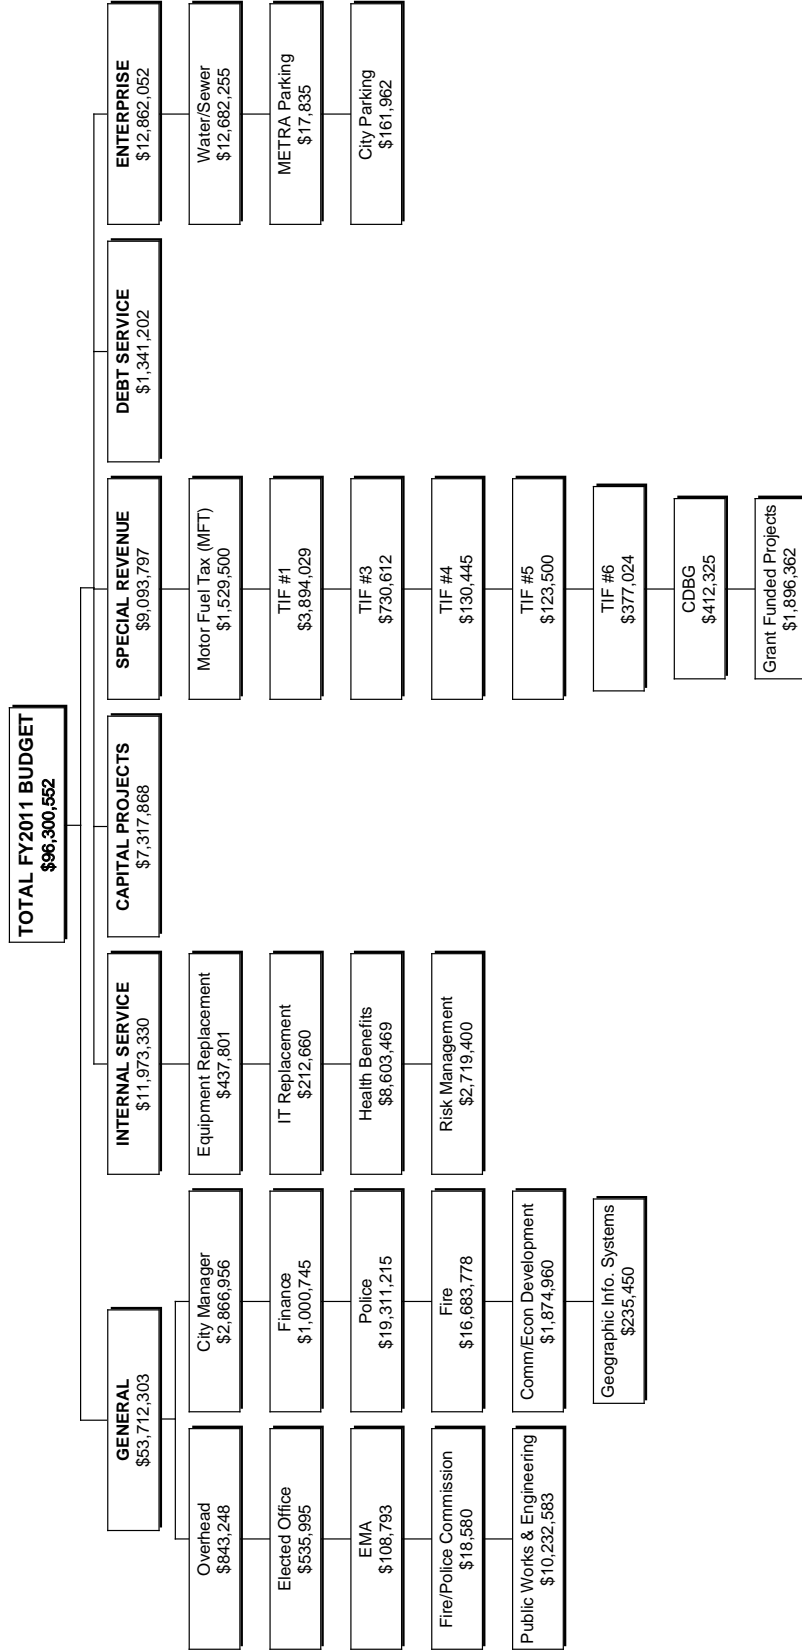 TOTAL FY2011 BUDGET
$96,300,552
GENERAL
$53,712,303
Overhead
$843,248
Elected Office
$535,995
EMA
$108,793
Fire/Police Commission
$18,580
Public Works & Engineering
$10,232,583
City Manager
$2,866,956
Finance
$1,000,745
Police
$19,311,215
Fire
$16,683,778
Comm/Econ Development
$1,874,960
Geographic Info. Systems
$235,450
INTERNAL SERVICE
$11,973,330
Equipment Replacement
$437,801
IT Replacement
$212,660
Health Benefits
$8,603,469
Risk Management
$2,719,400
CAPITAL PROJECTS
$7,317,868
SPECIAL REVENUE
$9,093,797
Motor Fuel Tax (MFT)
$1,529,500
TIF #1
$3,894,029
TIF #3
$730,612
TIF #4
$130,445
TIF #5
$123,500
TIF #6
$377,024
CDBG
$412,325
Grant Funded Projects
$1,896,362
DEBT SERVICE
$1,341,202
ENTERPRISE
$12,862,052
Water/Sewer
$12,682,255
METRA Parking
$17,835
City Parking
$161,962